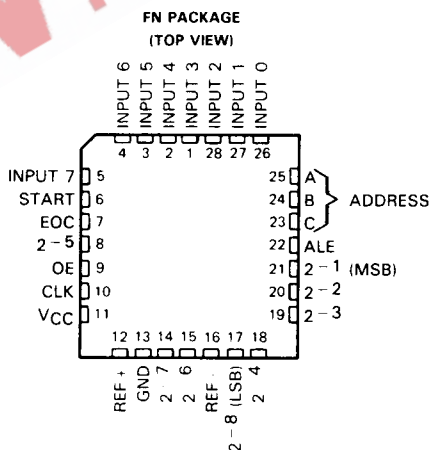 FN PACKAGE
(TOP VIEW)
INPUT 6
INPUT 5
INPUT 4
INPUT 3
INPUT 2
INPUT 1
INPUT 0
4 3 2 1 28 27 26
INPUT 7 5
START 6
EOC 7
2-5 8
OE 9
CLK 10
VCC 11
25 A
24 B ADDRESS
23 C
22 ALE
21 2-1 (MSB)
20 2-2
19 2-3
12 13 14 15 16 17 18
REF +
GND
2-7
2 6
REF -
2-8 (LSB)
2 4